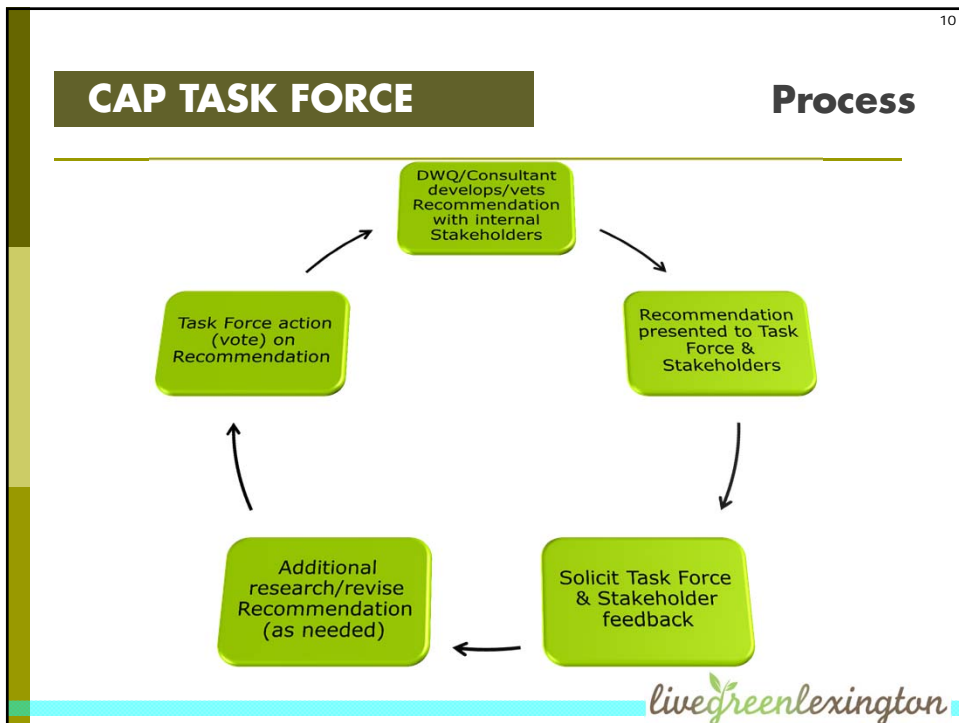 10
CAP TASK FORCE
Process
DWQ/Consultant
develops/vets
Recommendation
with internal
Stakeholders
Recommendation
presented to Task
Force &
Stakeholders
Solicit Task Force
& Stakeholder
feedback
Additional
research/revise
Recommendation
(as needed)
Task Force action
(vote) on
Recommendation
livegreenlexington